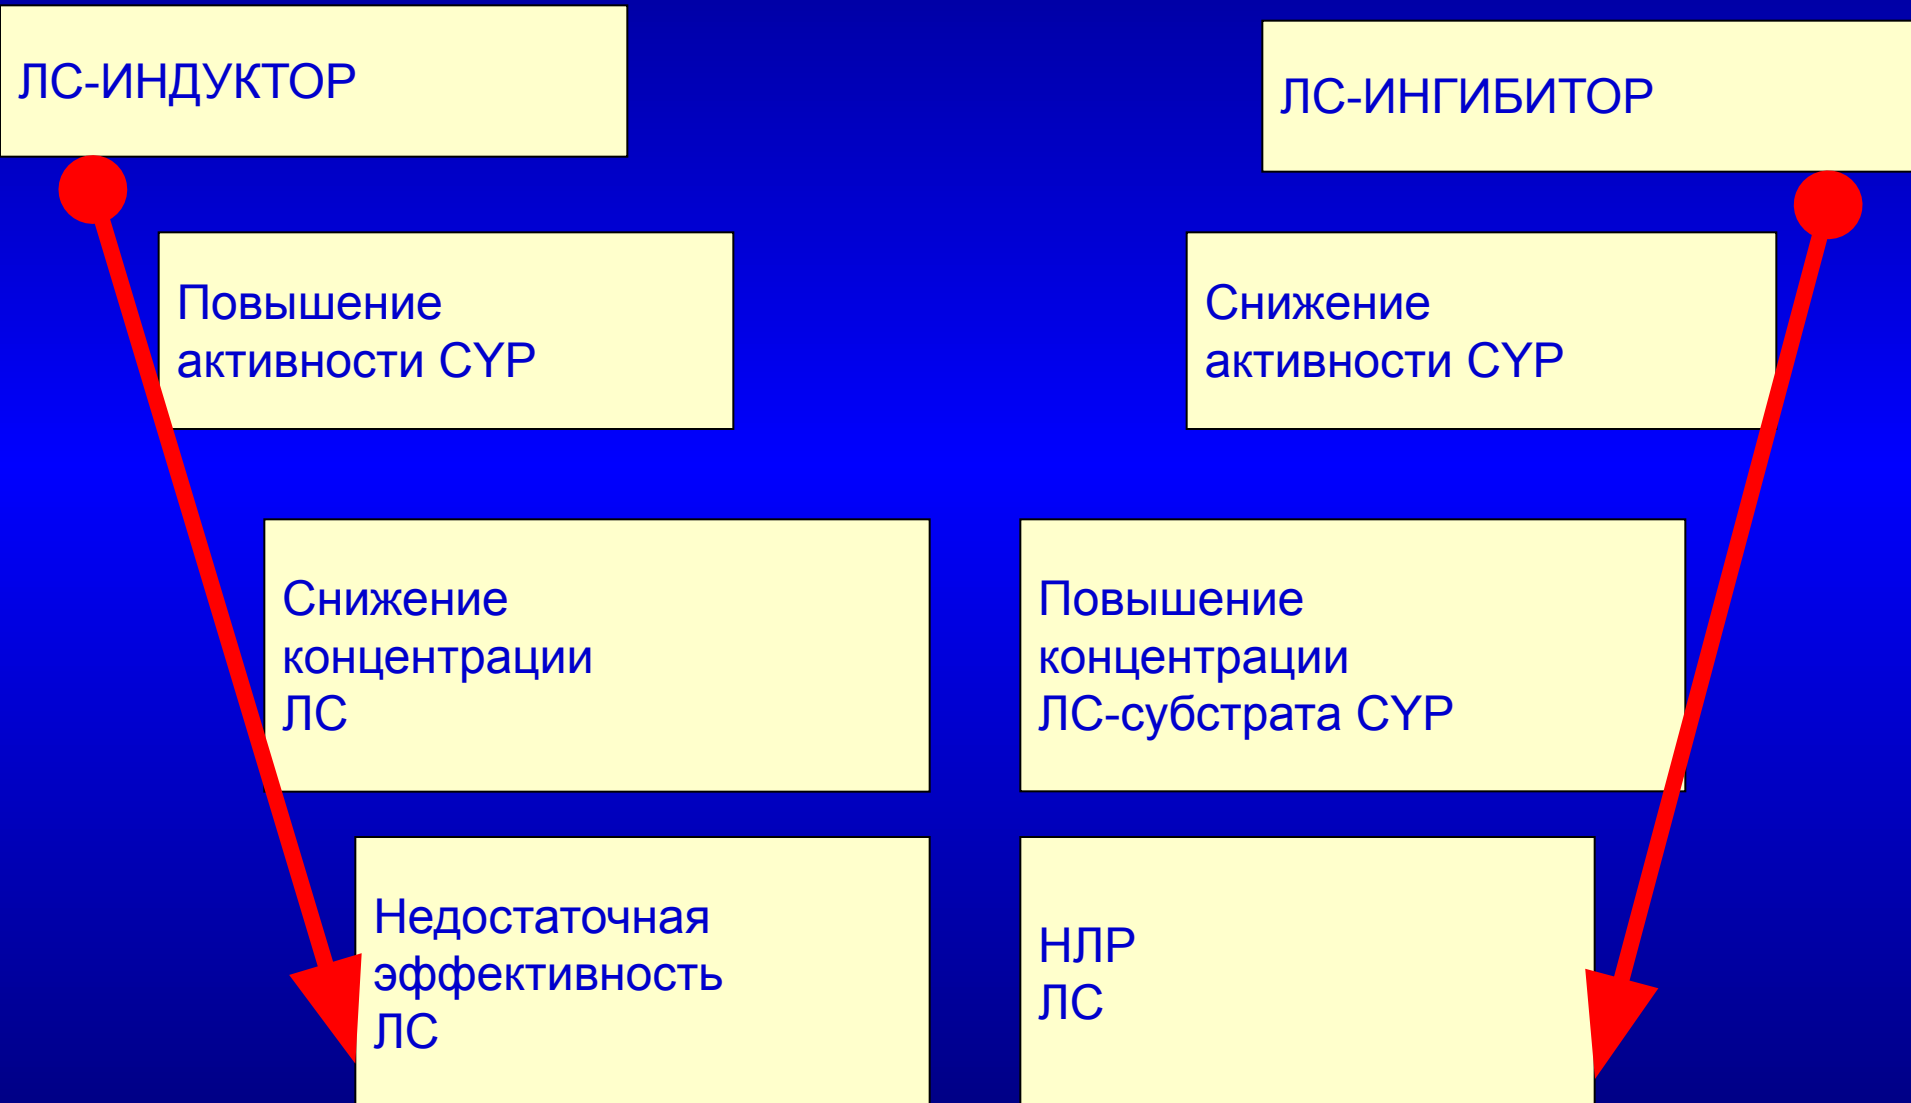 ЛС-ИНДУКТОР
ЛС-ИНГИБИТОР
Повышение
активности CYP
Снижение
активности CYP
Снижение
концентрации
ЛС
Повышение
концентрации
ЛС-субстрата CYP
Недостаточная
эффективность
ЛС
НЛР
ЛС